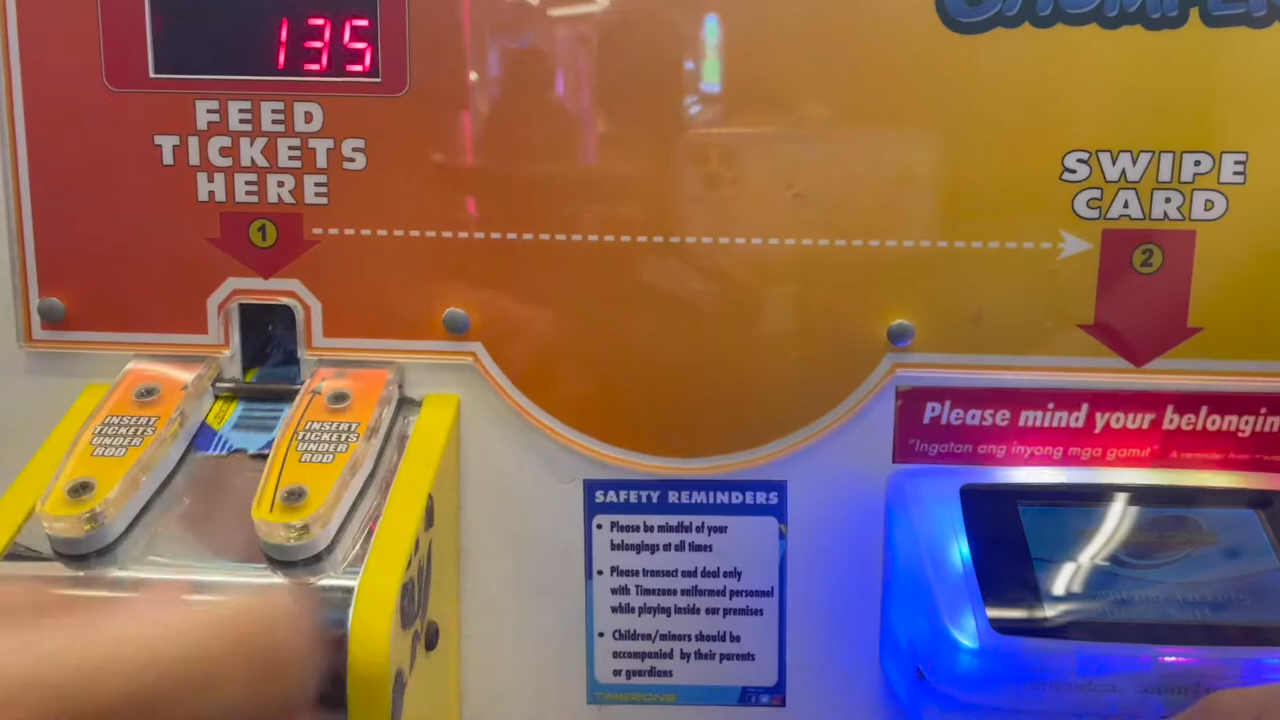 135
FEED
TICKETS
HERE
1
SWIPE
CARD
2
INSERT
TICKETS
UNDER
ROD
INSERT
TICKETS
UNDER
ROD
Please mind your belongin
"Ingatan ang inyong mga gamit" A reminder from
SAFETY REMINDERS
• Please be mindful of your
belongings at all times
• Please transact and deal only
with Timezone uniformed personnel
while playing inside our premises
• Children/minors should be
accompanied by their parents
or guardians
TIMEZONE